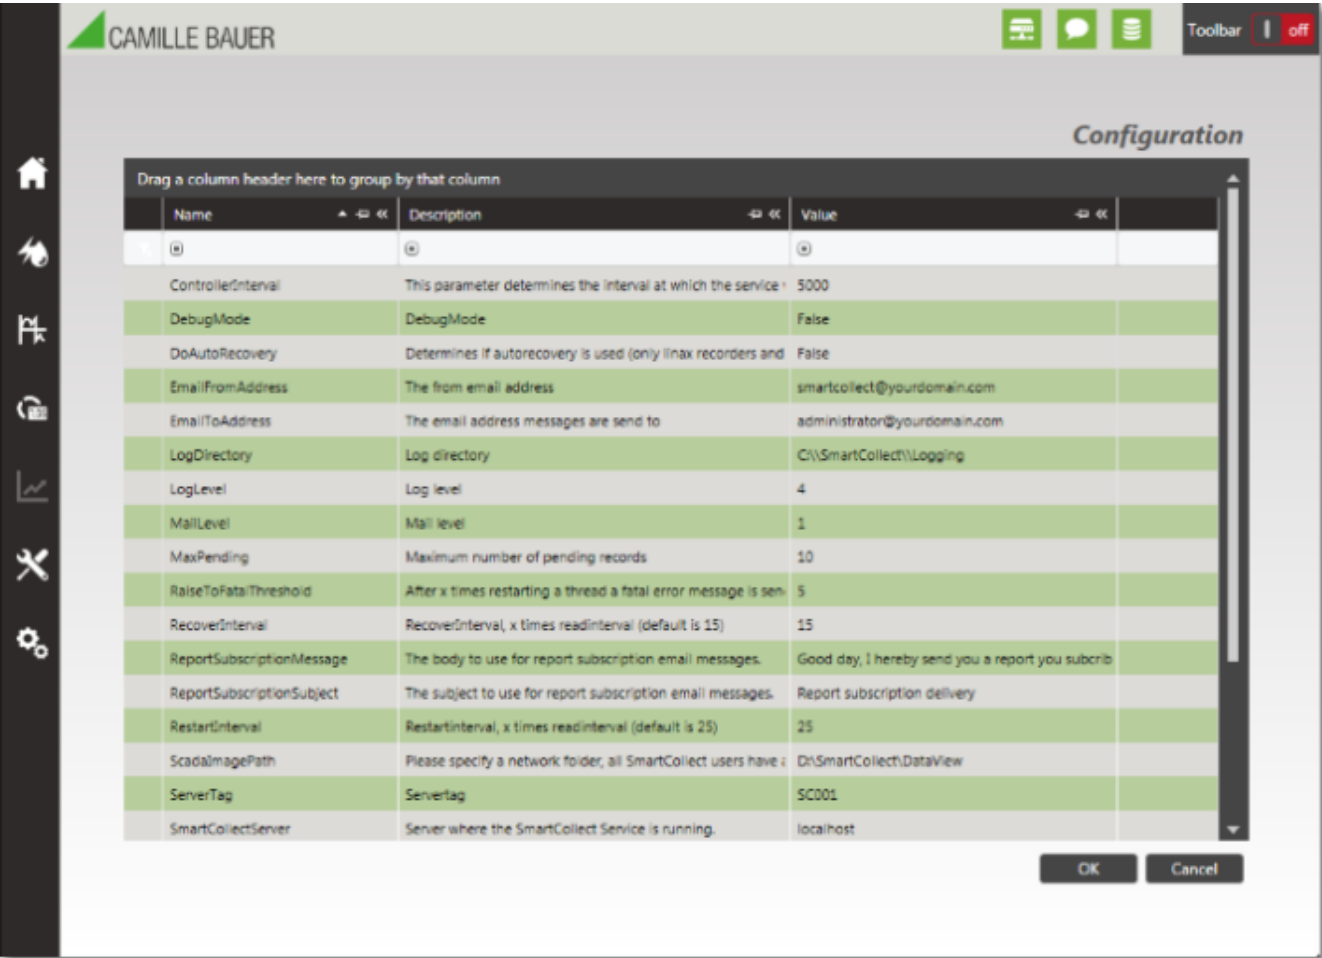 CAMILLE BAUER
Toolbar off
Configuration
Drag a column header here to group by that column
Name Description Value
ControllerInterval This parameter determines the interval at which the service 5000
DebugMode DebugMode False
DoAutoRecovery Determines if autorecovery is used (only linax recorders and False
EmailFromAddress The from email address smartcollect@yourdomain.com
EmailToAddress The email address messages are send to administrator@yourdomain.com
LogDirectory Log directory C:\\SmartCollect\\Logging
LogLevel Log level 4
MailLevel Mail level 1
MaxPending Maximum number of pending records 10
RaiseToFatalThreshold After x times restarting a thread a fatal error message is sen 5
RecoverInterval RecoverInterval, x times readinterval (default is 15) 15
ReportSubscriptionMessage The body to use for report subscription email messages. Good day, I hereby send you a report you subcrib
ReportSubscriptionSubject The subject to use for report subscription email messages. Report subscription delivery
RestartInterval Restartinterval, x times readinterval (default is 25) 25
ScadaImagePath Please specify a network folder, all SmartCollect users have a D:\SmartCollect\DataView
ServerTag Servertag SC001
SmartCollectServer Server where the SmartCollect Service is running. localhost
OK Cancel